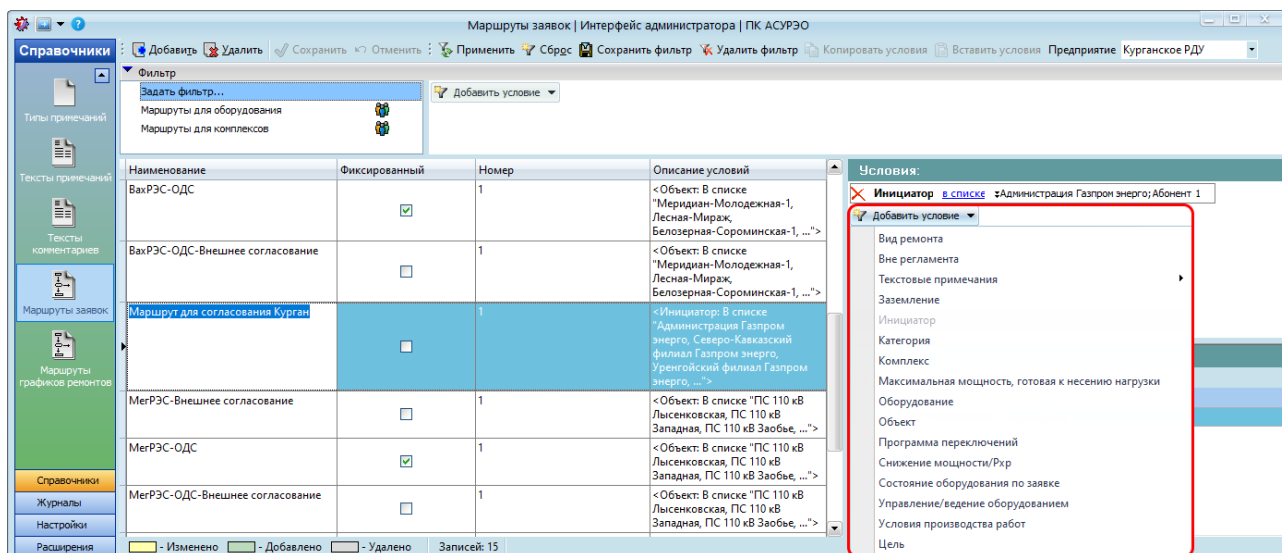 Маршруты заявок | Интерфейс администратора | ПК АСУРЭО
Справочники
Добавить Удалить Сохранить Отменить Применить Сброс Сохранить фильтр Удалить фильтр Копировать условия Вставить условия Предприятие Курганское РДУ
Фильтр
Задать фильтр...
Маршруты для оборудования
Маршруты для комплексов
Добавить условие
Типы примечаний
Тексты примечаний
Тексты
комментариев
Маршруты заявок
Маршруты
графиков ремонтов
Справочники
Журналы
Настройки
Расширения
Наименование Фиксированный Номер Описание условий
ВахРЭС-ОДС 1 <Объект: В списке
"Меридиан-Молодежная-1,
Лесная-Мираж,
Белозерная-Сороминская-1, ...">
ВахРЭС-ОДС-Внешнее согласование 1 <Объект: В списке
"Меридиан-Молодежная-1,
Лесная-Мираж,
Белозерная-Сороминская-1, ...">
Маршрут для согласования Курган 1 <Инициатор: В списке
"Администрация Газпром
энерго, Северо-Кавказский
филиал Газпром энерго,
Уренгойский филиал Газпром
энерго, ...">
МегРЭС-Внешнее согласование 1 <Объект: В списке "ПС 110 кВ
Лысенковская, ПС 110 кВ
Западная, ПС 110 кВ Заобье, ...">
МегРЭС-ОДС 1 <Объект: В списке "ПС 110 кВ
Лысенковская, ПС 110 кВ
Западная, ПС 110 кВ Заобье, ...">
МегРЭС-ОДС-Внешнее согласование 1 <Объект: В списке "ПС 110 кВ
Лысенковская, ПС 110 кВ
Западная, ПС 110 кВ Заобье, ...">
- Изменено - Добавлено - Удалено Записей: 15
Условия:
Инициатор в списке Администрация Газпром энерго; Абонент 1
Добавить условие
Вид ремонта
Вне регламента
Текстовые примечания
Заземление
Инициатор
Категория
Комплекс
Максимальная мощность, готовая к несению нагрузки
Оборудование
Объект
Программа переключений
Снижение мощности/Рхр
Состояние оборудования по заявке
Управление/ведение оборудованием
Условия производства работ
Цель